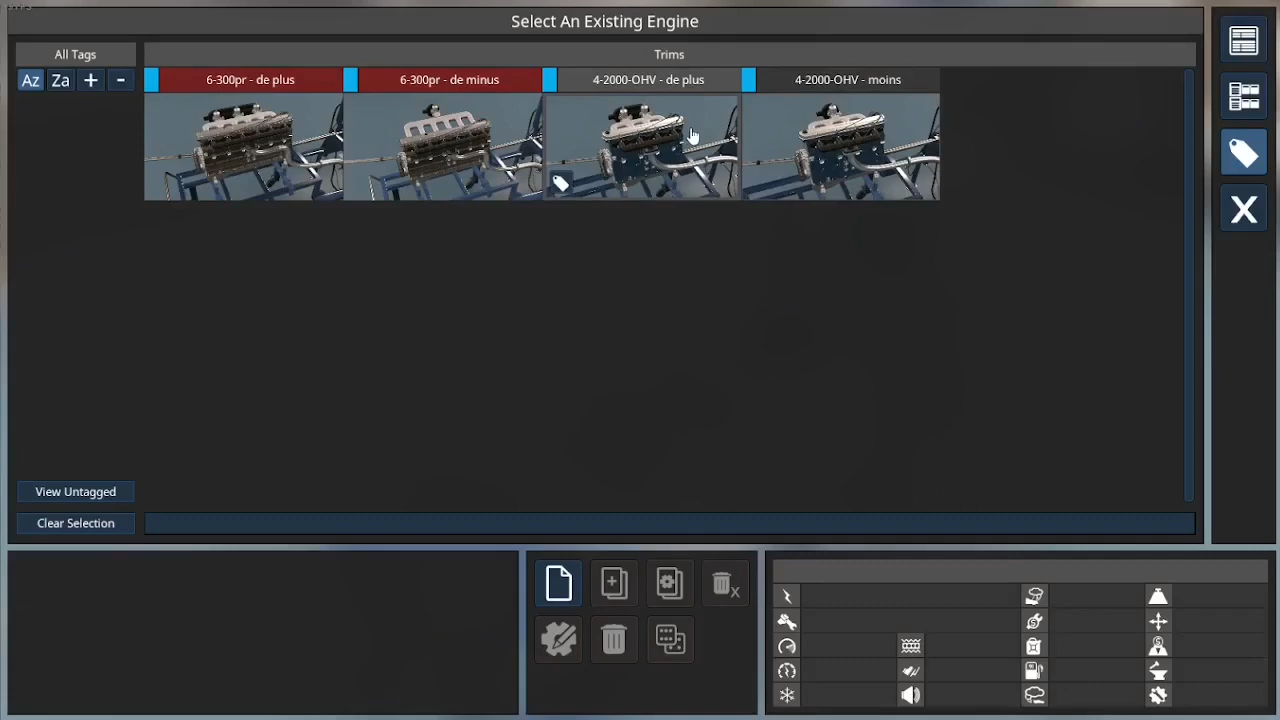 Select An Existing Engine
All Tags
Trims
Az Za + -
6-300pr - de plus
6-300pr - de minus
4-2000-OHV - de plus
4-2000-OHV - moins
View Untagged
Clear Selection